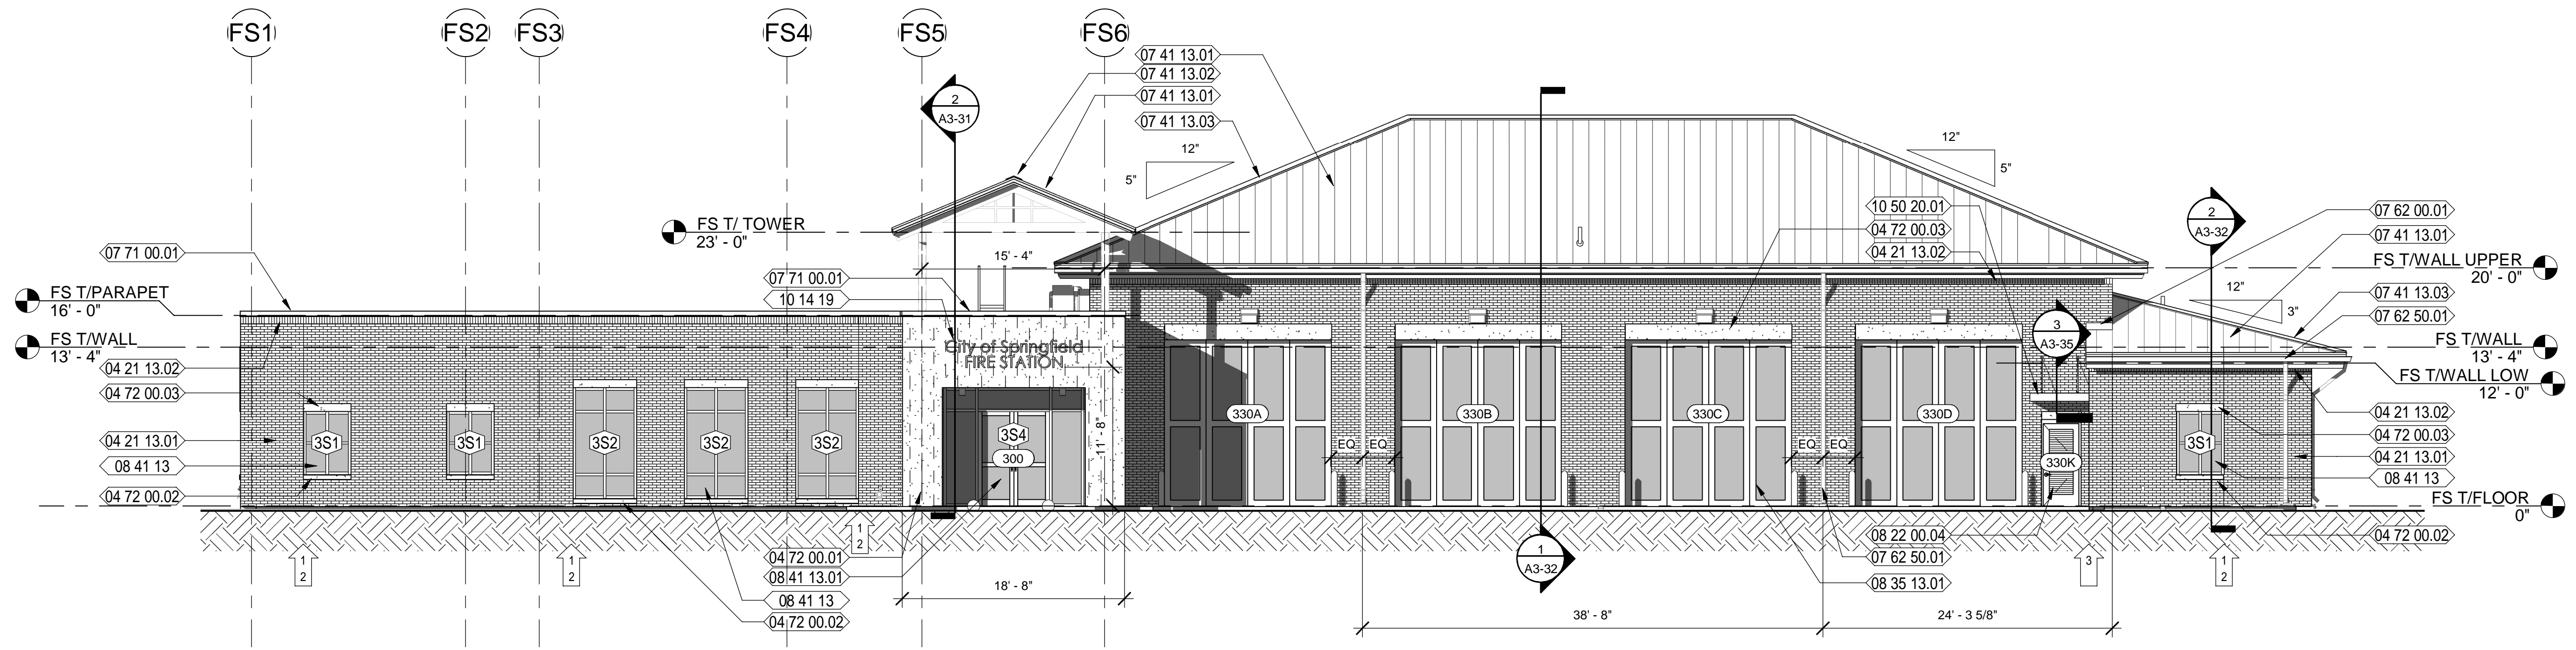 FS1 FS2 FS3 FS4 FS5 FS6
07 41 13.01
07 41 13.02
07 41 13.01
07 41 13.03
2
A3-31
12"
5"
12"
5"
FS T/ TOWER
23' - 0"
15' - 4"
10 50 20.01
04 72 00.03
04 21 13.02
2
A3-32
07 62 00.01
07 41 13.01
FS T/WALL UPPER
20' - 0"
12"
3"
07 41 13.03
07 62 50.01
07 71 00.01
FS T/PARAPET
16' - 0"
FS T/WALL
13' - 4"
04 21 13.02
04 72 00.03
04 21 13.01
08 41 13
04 72 00.02
07 71 00.01
10 14 19
City of Springfield
FIRE STATION
3
A3-35
FS T/WALL
13' - 4"
FS T/WALL LOW
12' - 0"
04 21 13.02
04 72 00.03
04 21 13.01
08 41 13
FS T/FLOOR
0"
04 72 00.02
3S1 3S1 3S2 3S2 3S2 3S4
300
11' - 8"
330A 330B 330C 330D
EQ EQ EQ EQ
330K
3S1
1
2
1
2
1
2
3
1
2
04 72 00.01
08 41 13.01
08 41 13
04 72 00.02
18' - 8"
1
A3-32
08 22 00.04
07 62 50.01
08 35 13.01
38' - 8"
24' - 3 5/8"